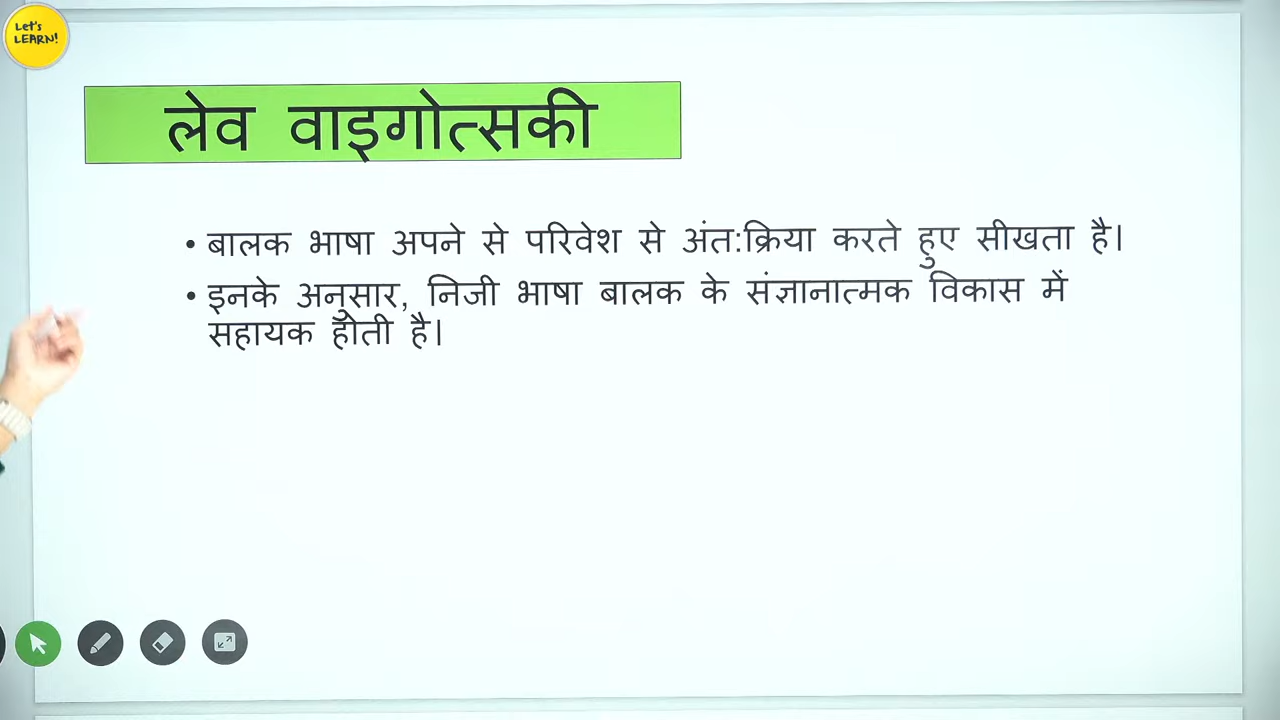 Let's
LEARN!
लेव वाइगोत्सकी
• बालक भाषा अपने से परिवेश से अंत:क्रिया करते हुए सीखता है।
• इनके अनुसार, निजी भाषा बालक के संज्ञानात्मक विकास में
सहायक होती है।